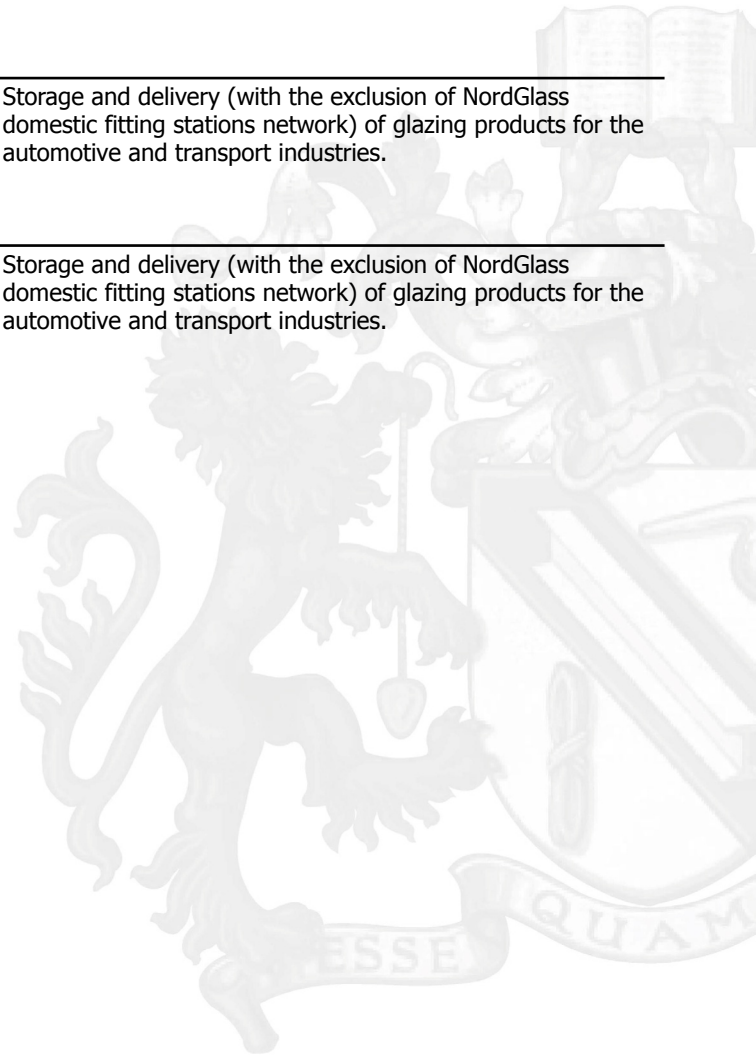 Storage and delivery (with the exclusion of NordGlass
domestic fitting stations network) of glazing products for the
automotive and transport industries.
Storage and delivery (with the exclusion of NordGlass
domestic fitting stations network) of glazing products for the
automotive and transport industries.
ESSE
QUAM